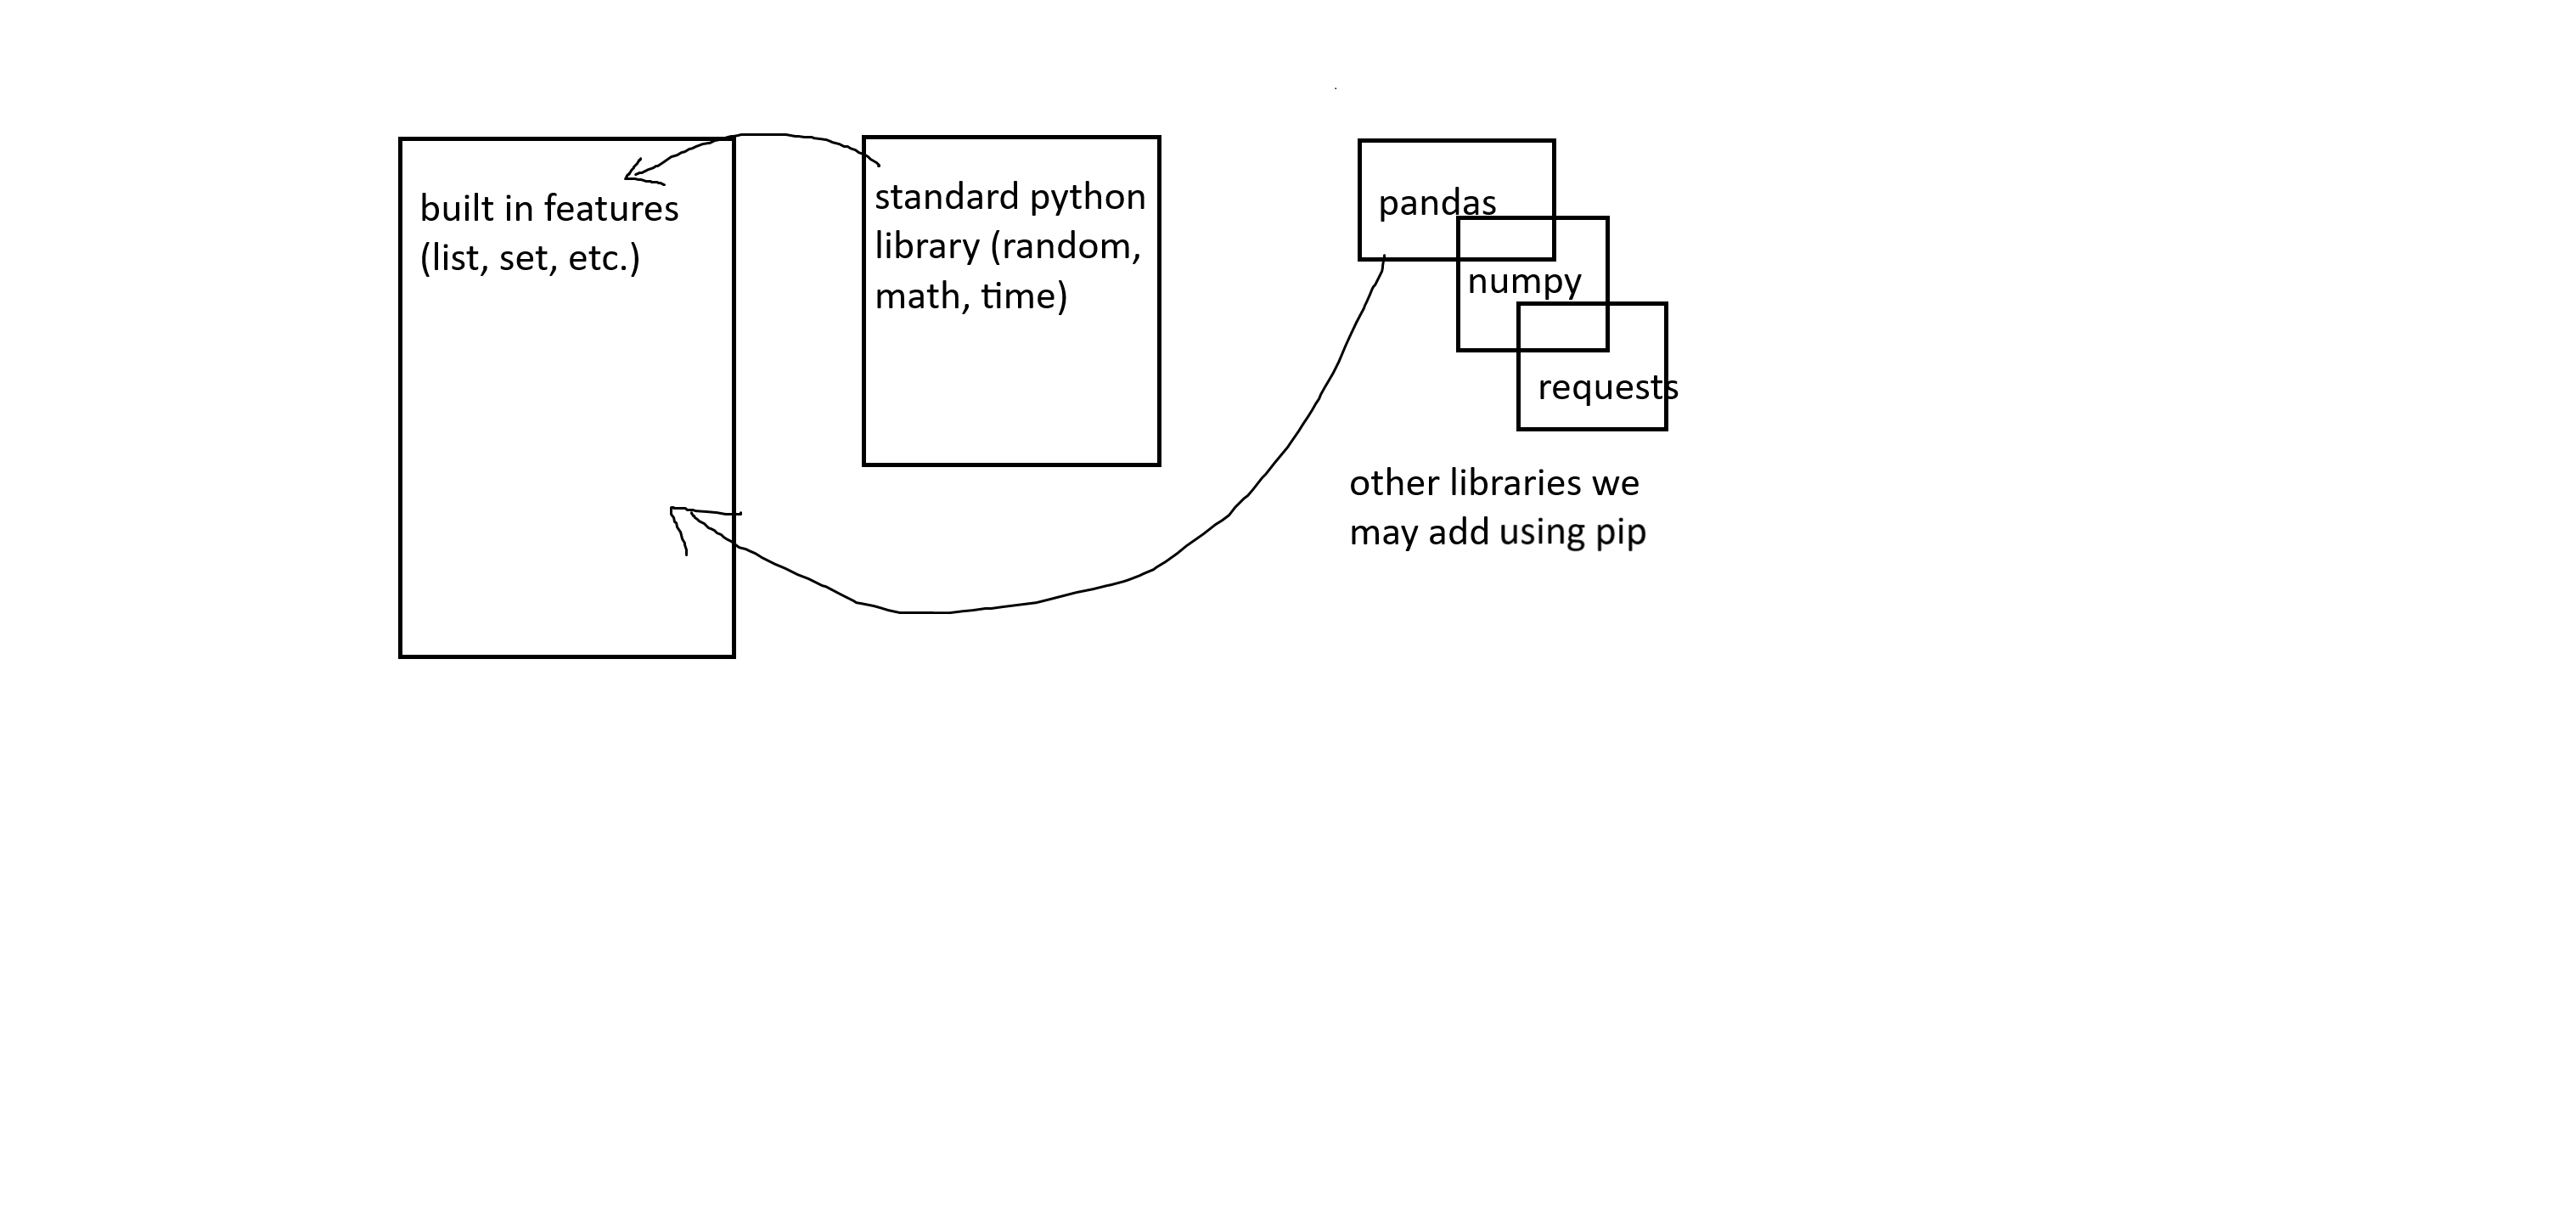 built in features
(list, set, etc.)
standard python
library (random,
math, time)
pandas
numpy
requests
other libraries we
may add using pip